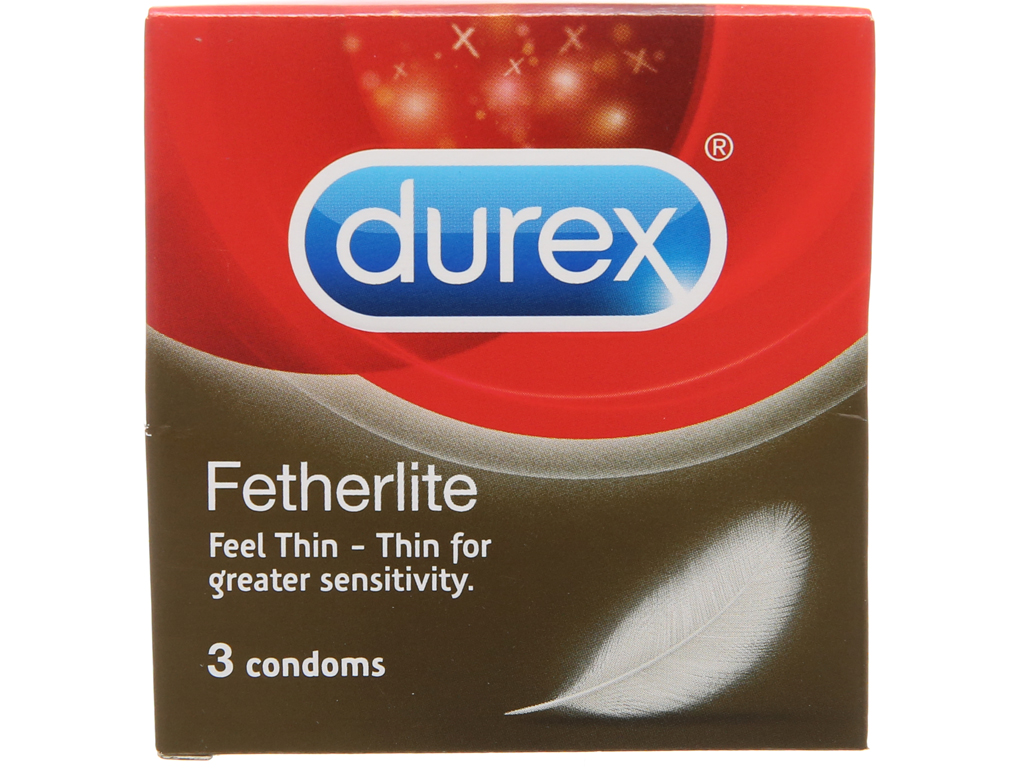 durex®
Fetherlite
Feel Thin - Thin for
greater sensitivity.
3 condoms